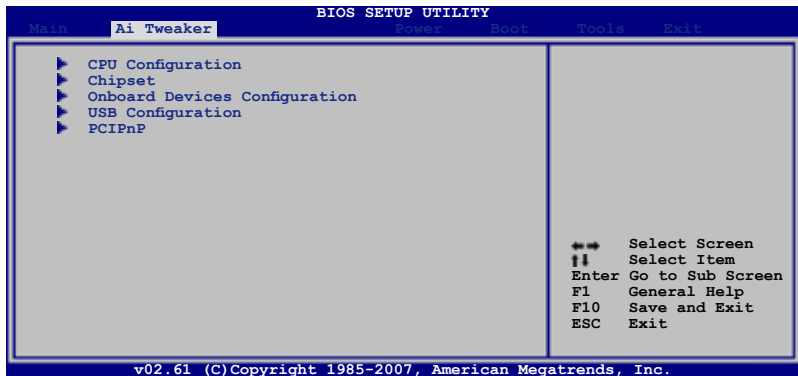 BIOS SETUP UTILITY
Main Ai Tweaker Power Boot Tools Exit
CPU Configuration
Chipset
Onboard Devices Configuration
USB Configuration
PCIPnP
Select Screen
Select Item
Enter Go to Sub Screen
F1 General Help
F10 Save and Exit
ESC Exit
v02.61 (C)Copyright 1985-2007, American Megatrends, Inc.